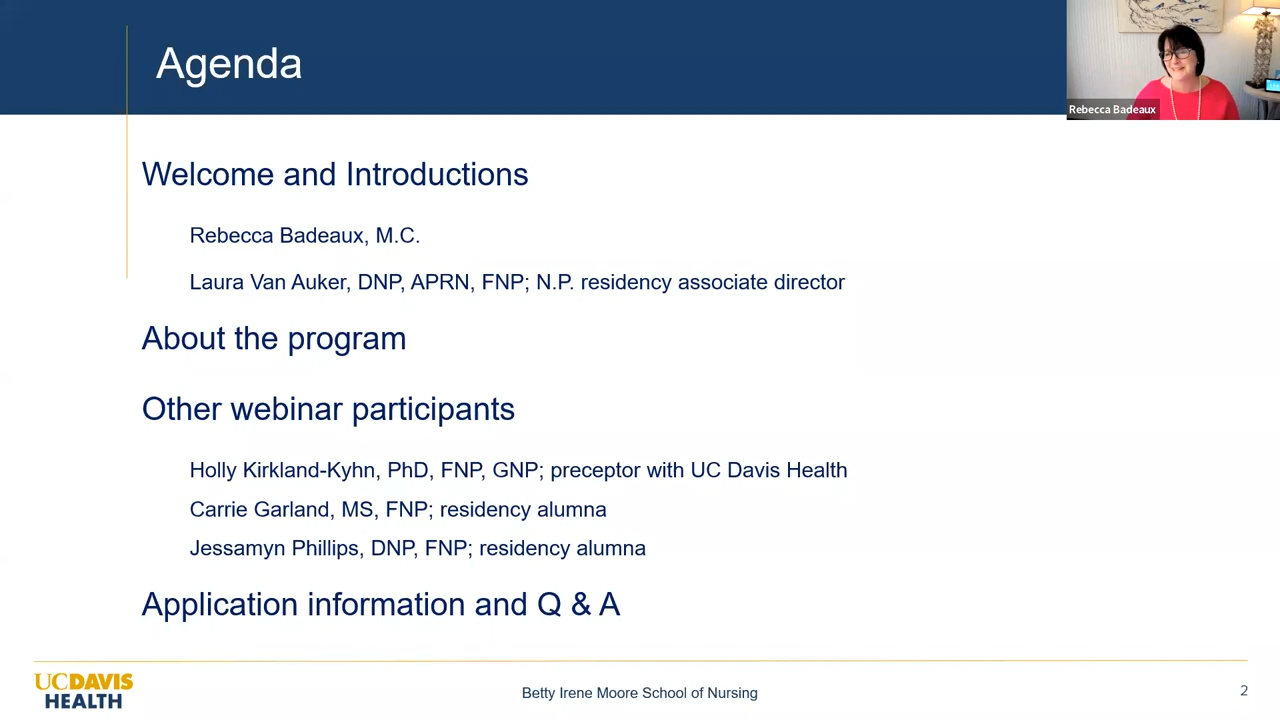 Agenda
Rebecca Badeaux
Welcome and Introductions
Rebecca Badeaux, M.C.
Laura Van Auker, DNP, APRN, FNP; N.P. residency associate director
About the program
Other webinar participants
Holly Kirkland-Kyhn, PhD, FNP, GNP; preceptor with UC Davis Health
Carrie Garland, MS, FNP; residency alumna
Jessamyn Phillips, DNP, FNP; residency alumna
Application information and Q & A
UCDAVIS
HEALTH
Betty Irene Moore School of Nursing
2